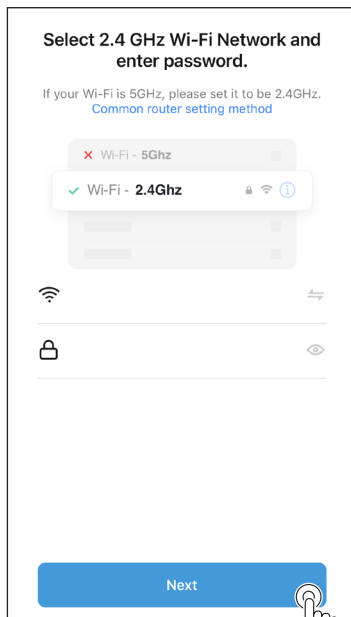 Select 2.4 GHz Wi-Fi Network and
enter password.
If your Wi-Fi is 5GHz, please set it to be 2.4GHz.
Common router setting method
Wi-Fi - 5Ghz
Wi-Fi - 2.4Ghz
Next